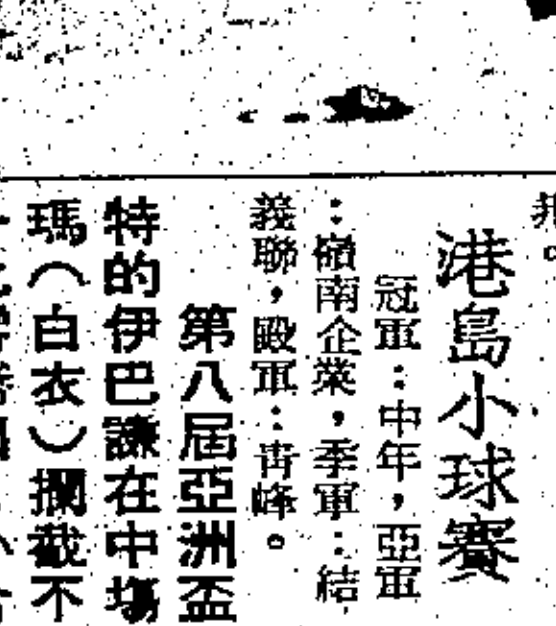 邦。
港島小球賽
冠軍：中年，亞軍
：嶺南企業，季軍：結
義聯，殿軍：青峰。
第八屆亞洲盃
特的伊巴謙在中場
瑪（白衣）攔截不